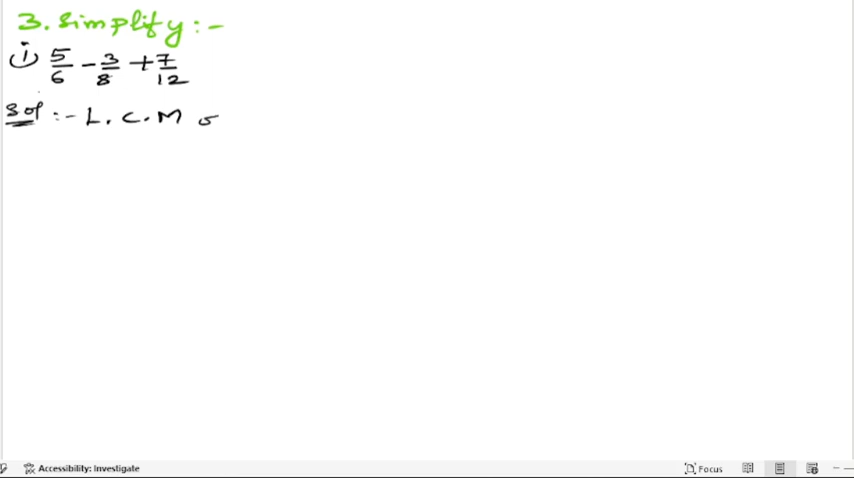 3. Simplify :-
(i) 5/6 - 3/8 + 7/12
Sol :- L.C.M o
Accessibility: Investigate
Focus